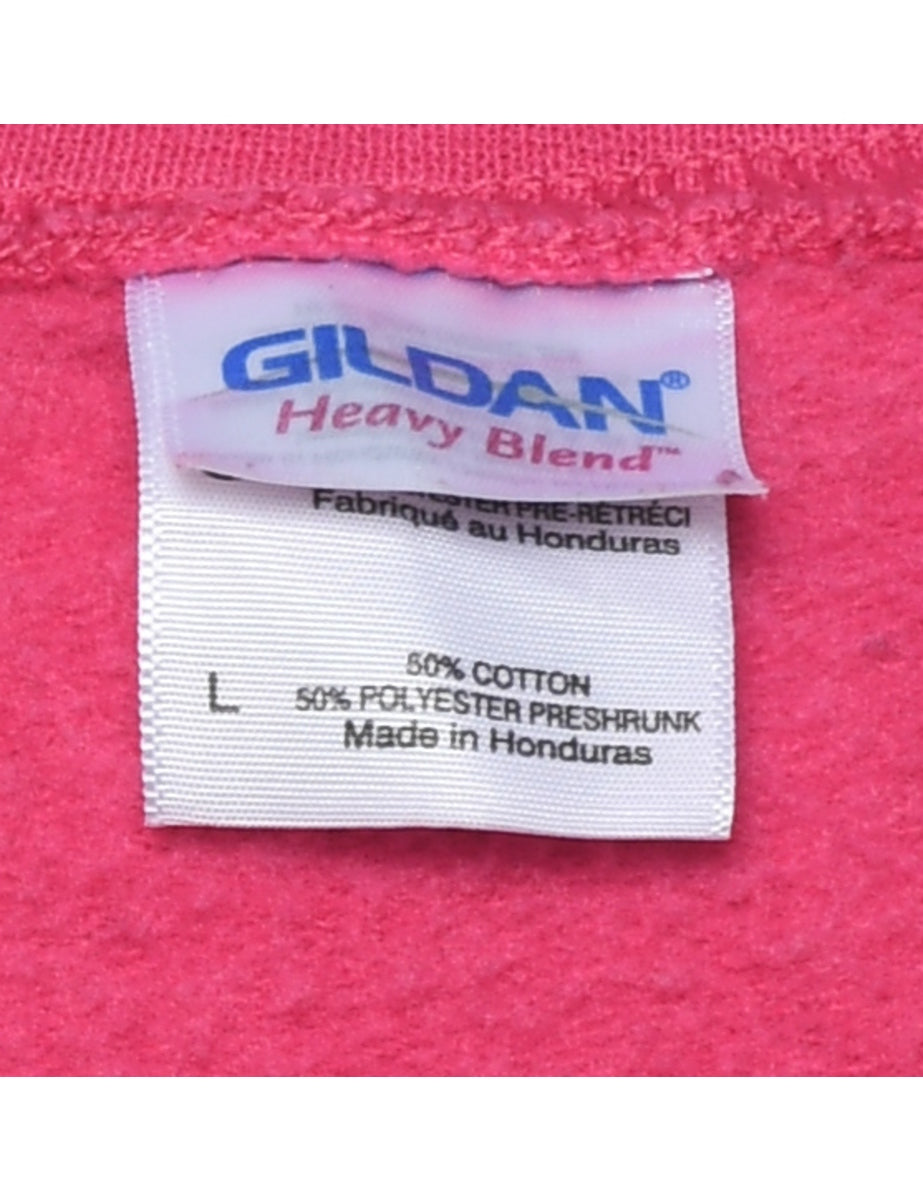 GILDAN®
Heavy Blend™
PRE-RÉTRÉCI
Fabriqué au Honduras
L
50% COTTON
50% POLYESTER PRESHRUNK
Made in Honduras